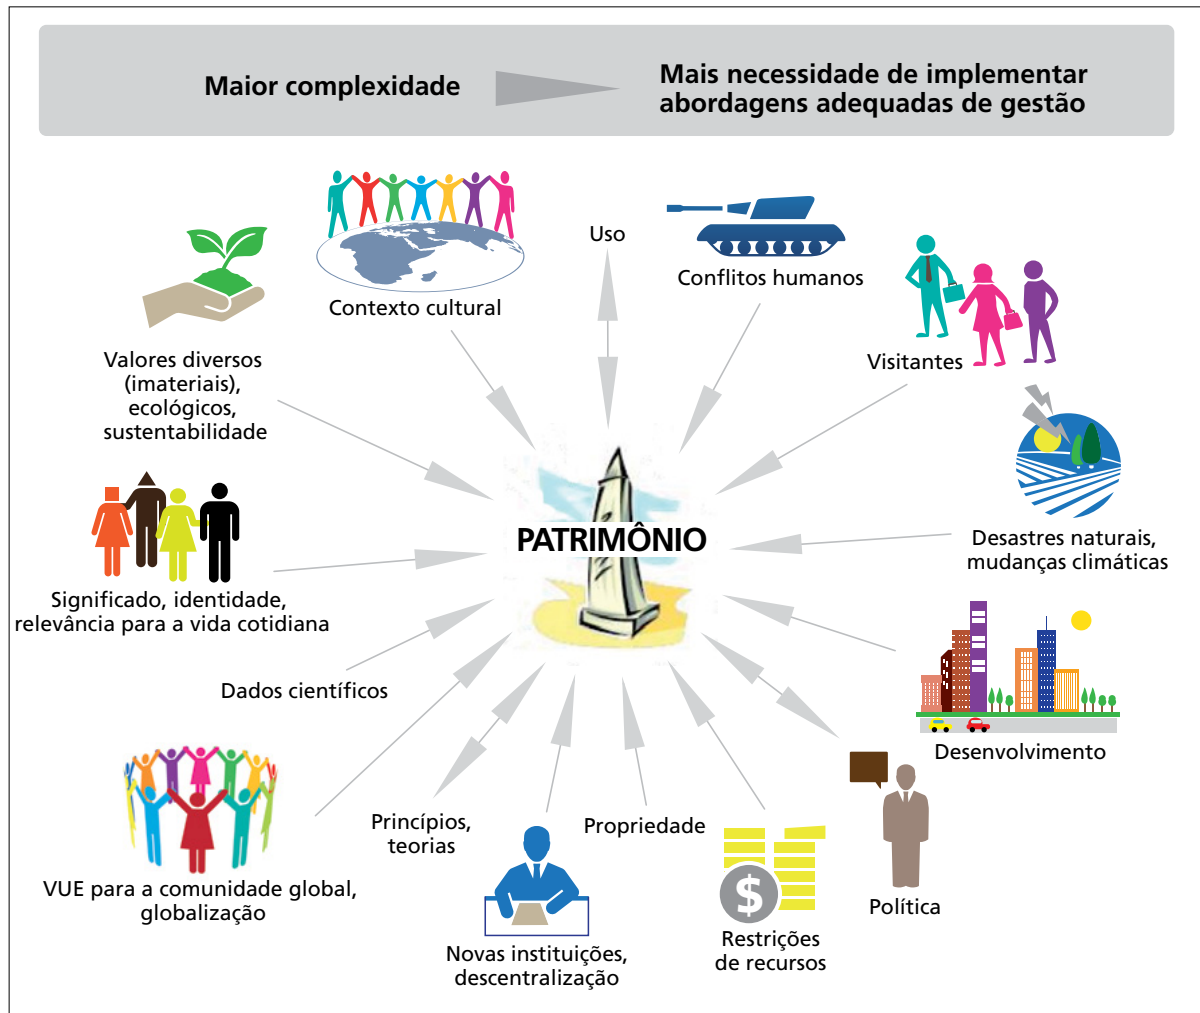 Maior complexidade
Mais necessidade de implementar
abordagens adequadas de gestão
Uso
Conflitos humanos
Contexto cultural
Visitantes
Valores diversos
(imateriais),
ecológicos,
sustentabilidade
PATRIMÔNIO
Desastres naturais,
mudanças climáticas
Significado, identidade,
relevância para a vida cotidiana
Dados científicos
Desenvolvimento
Princípios,
teorias
Propriedade
VUE para a comunidade global,
globalização
$
Política
Novas instituições,
descentralização
Restrições
de recursos